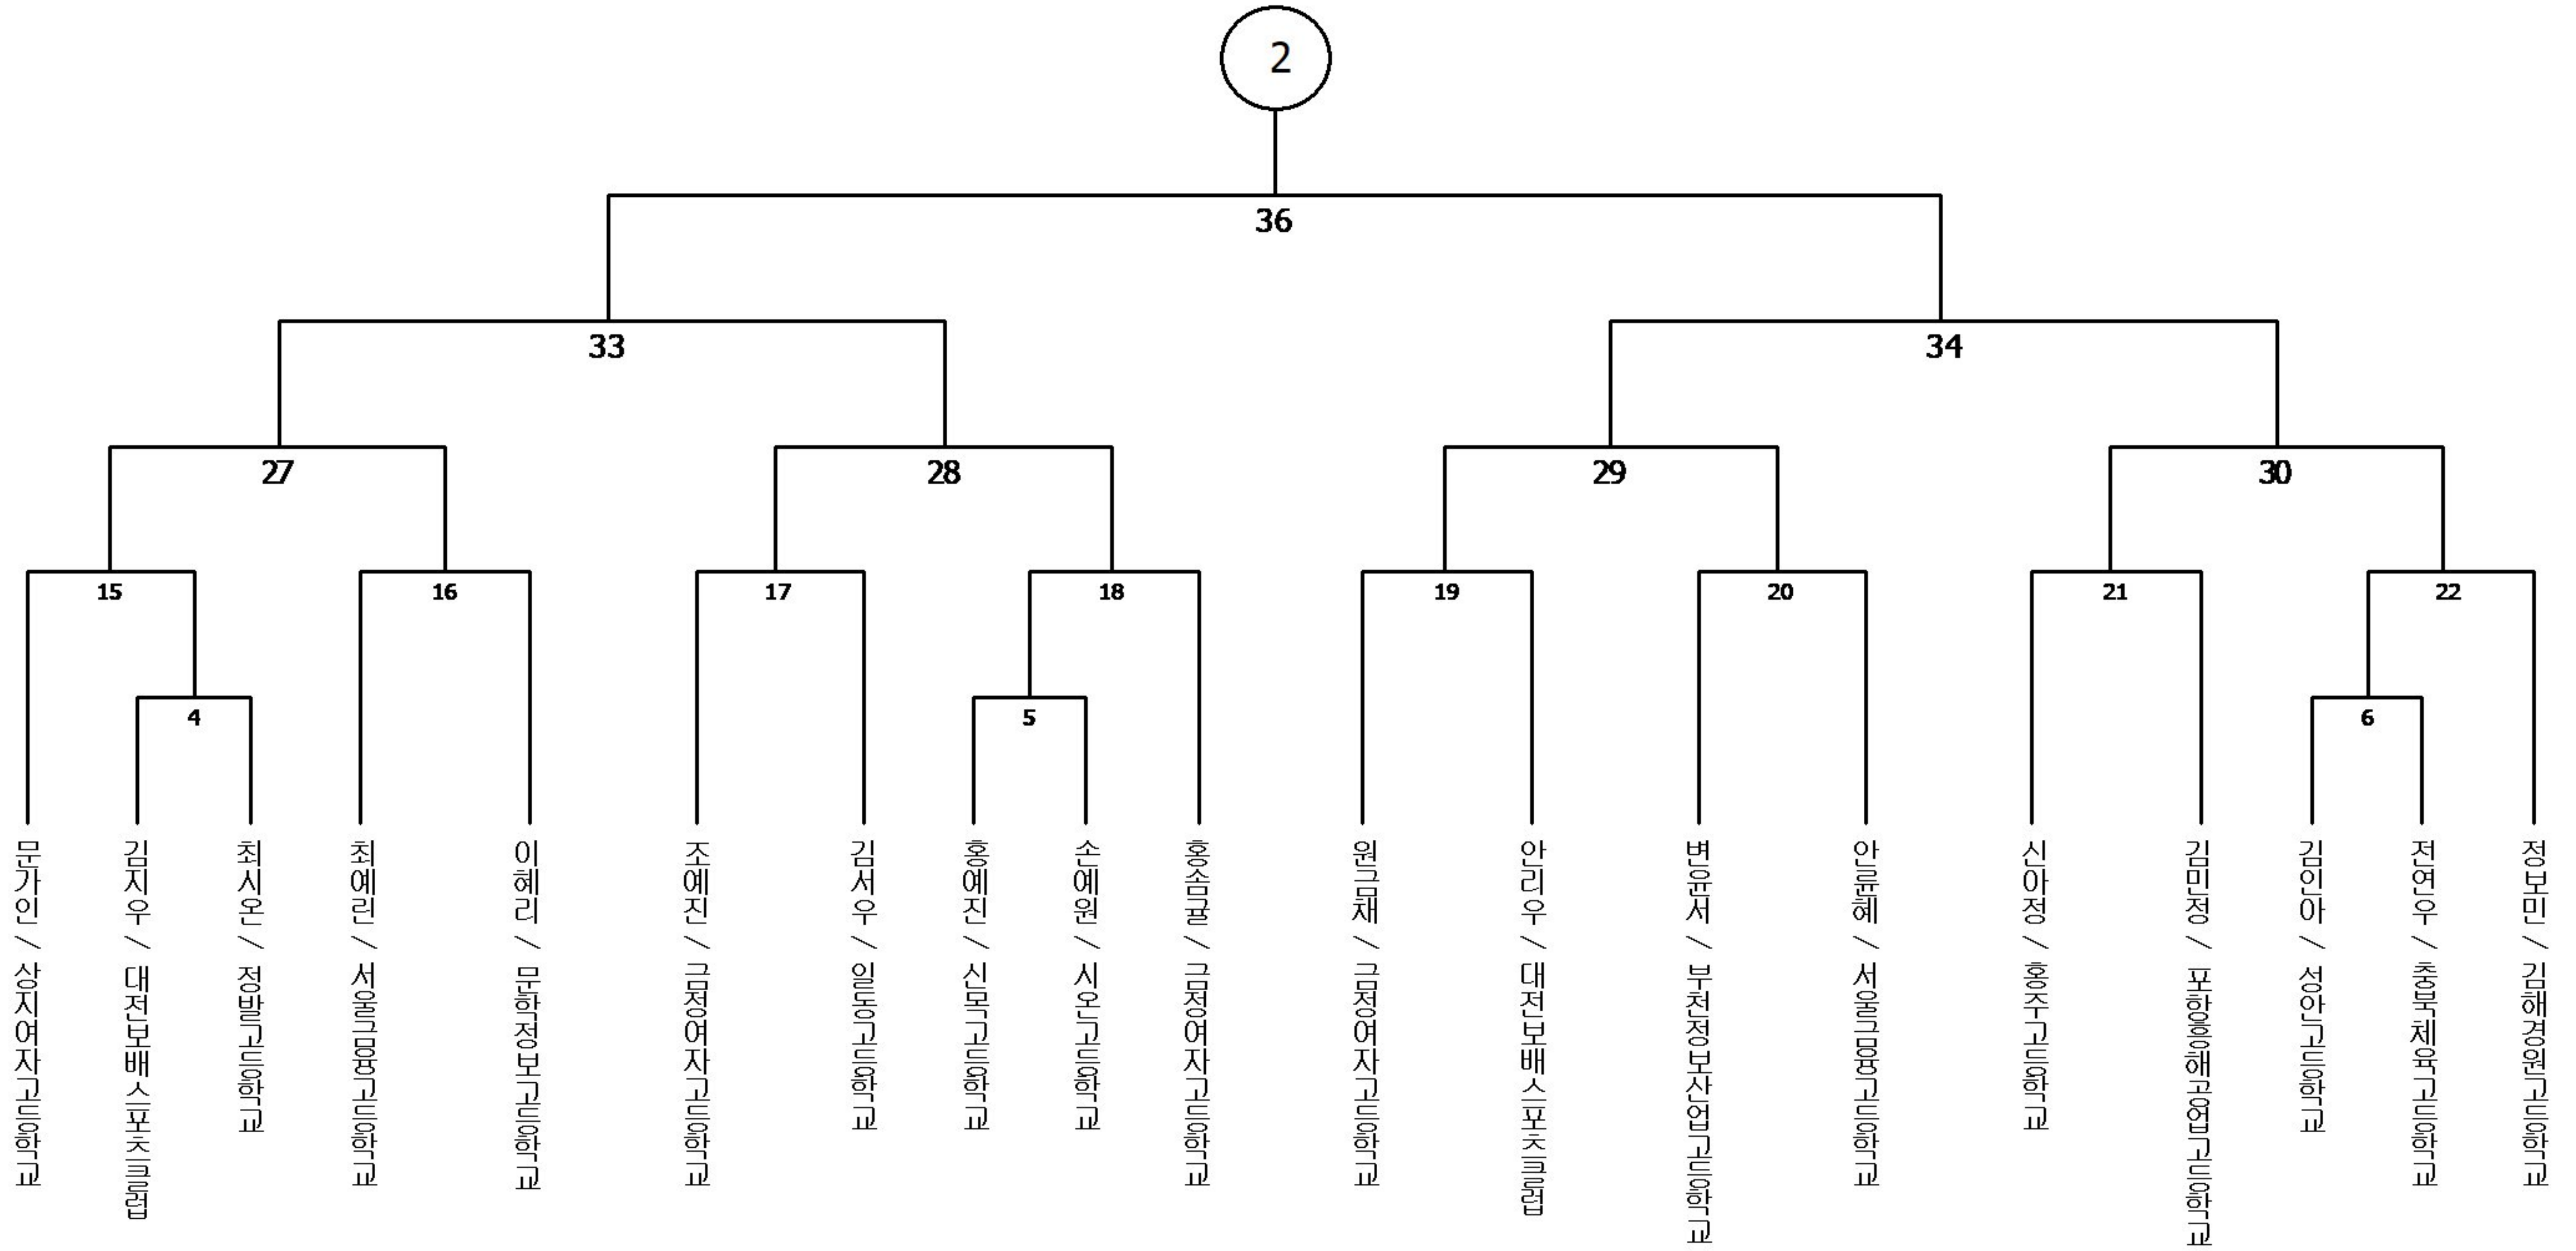 2
36
33
34
27
28
29
30
15
16
17
18
19
20
21
22
4
5
6
문가인 / 상지여자고등학교
김지우 / 대전보배스포츠클럽
최시온 / 정발고등학교
최예린 / 서울금융고등학교
이혜리 / 문학정보고등학교
조예진 / 금정여자고등학교
김서우 / 일동고등학교
홍예진 / 신목고등학교
손예원 / 시온고등학교
홍솜귤 / 금정여자고등학교
원금채 / 금정여자고등학교
안리우 / 대전보배스포츠클럽
변윤서 / 부천정보산업고등학교
안륜혜 / 서울금융고등학교
신아정 / 홍주고등학교
김민정 / 포항흥해공업고등학교
김인아 / 성안고등학교
전연우 / 충북체육고등학교
정보민 / 김해경원고등학교